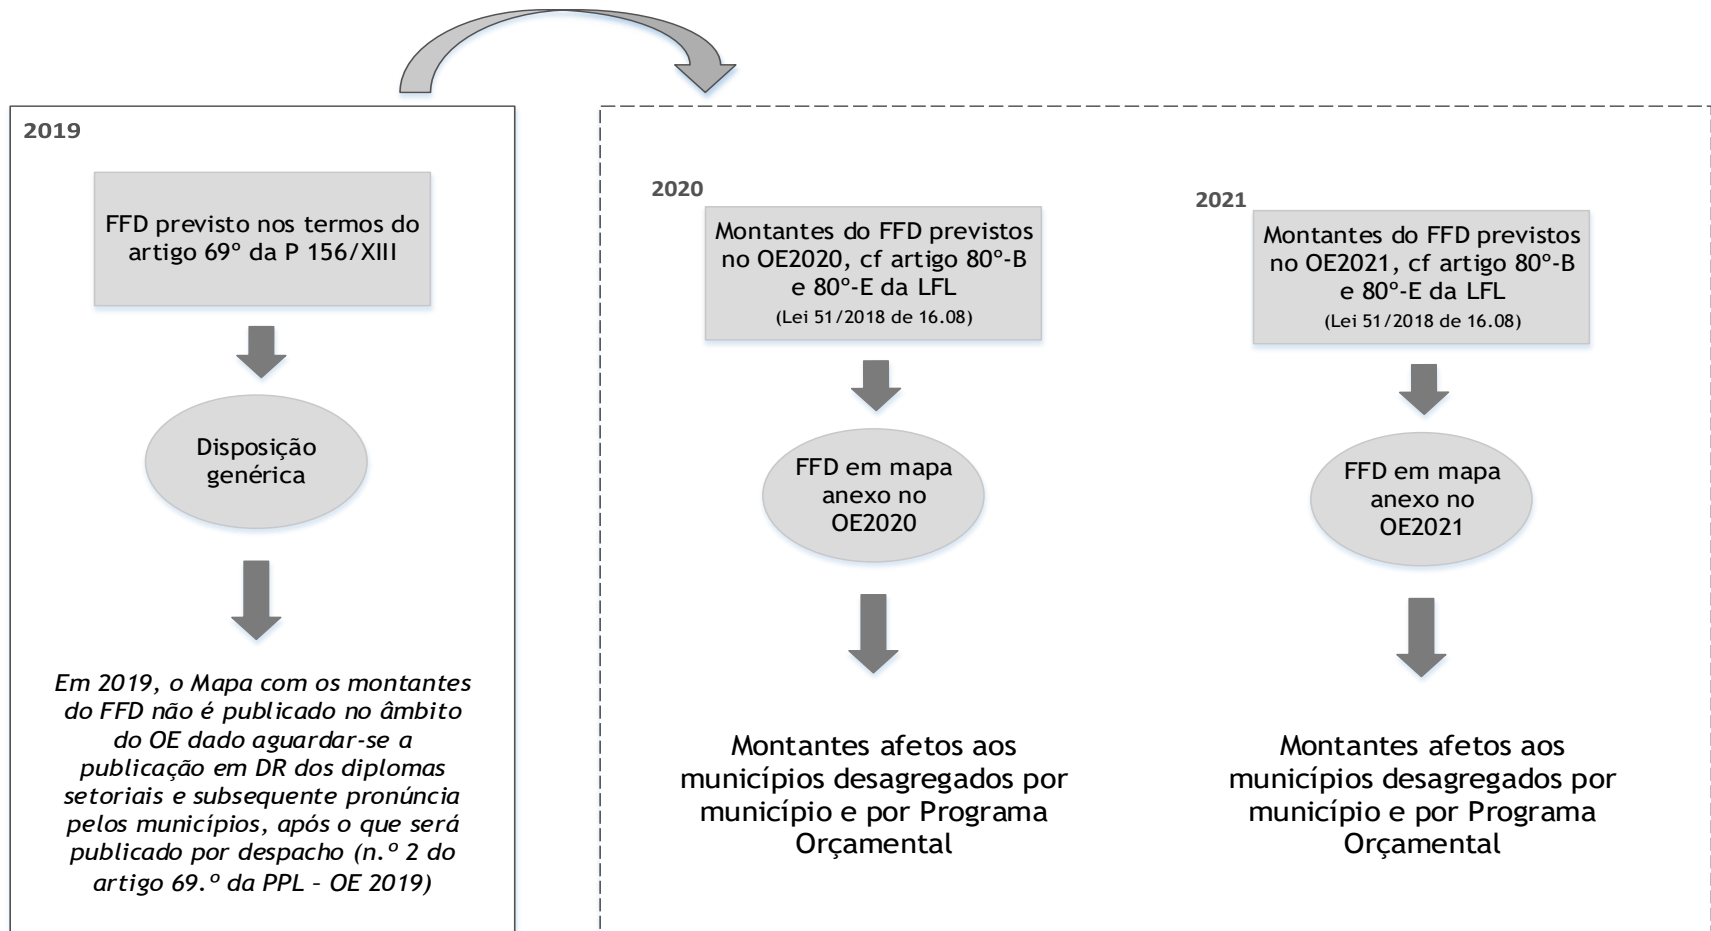 2019
FFD previsto nos termos do
artigo 69º da P 156/XIII
Disposição
genérica
Em 2019, o Mapa com os montantes
do FFD não é publicado no âmbito
do OE dado aguardar-se a
publicação em DR dos diplomas
setoriais e subsequente pronúncia
pelos municípios, após o que será
publicado por despacho (n.º 2 do
artigo 69.º da PPL – OE 2019)
2020
Montantes do FFD previstos
no OE2020, cf artigo 80º-B
e 80º-E da LFL
(Lei 51/2018 de 16.08)
FFD em mapa
anexo no
OE2020
Montantes afetos aos
municípios desagregados por
município e por Programa
Orçamental
2021
Montantes do FFD previstos
no OE2021, cf artigo 80º-B
e 80º-E da LFL
(Lei 51/2018 de 16.08)
FFD em mapa
anexo no
OE2021
Montantes afetos aos
municípios desagregados por
município e por Programa
Orçamental